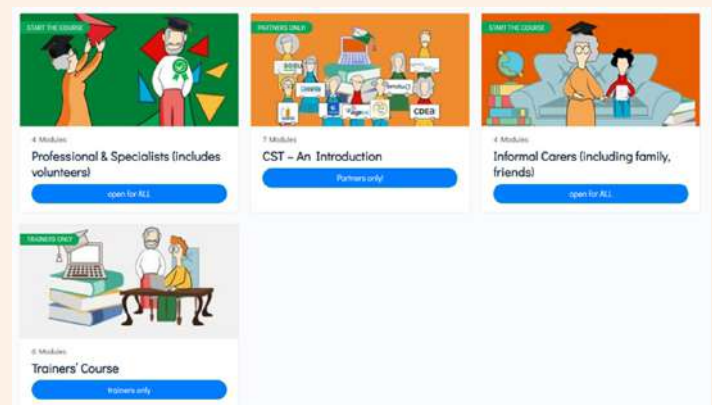 START THE COURSE
4 Modules
Professional & Specialists (includes
volunteers)
open for ALL
PARTNERS ONLY
7 Modules
CST – An Introduction
Partners only!
CDEB
START THE COURSE
4 Modules
Informal Carers (including family,
friends)
open for ALL
TRAINERS ONLY
6 Modules
Trainers' Course
trainers only